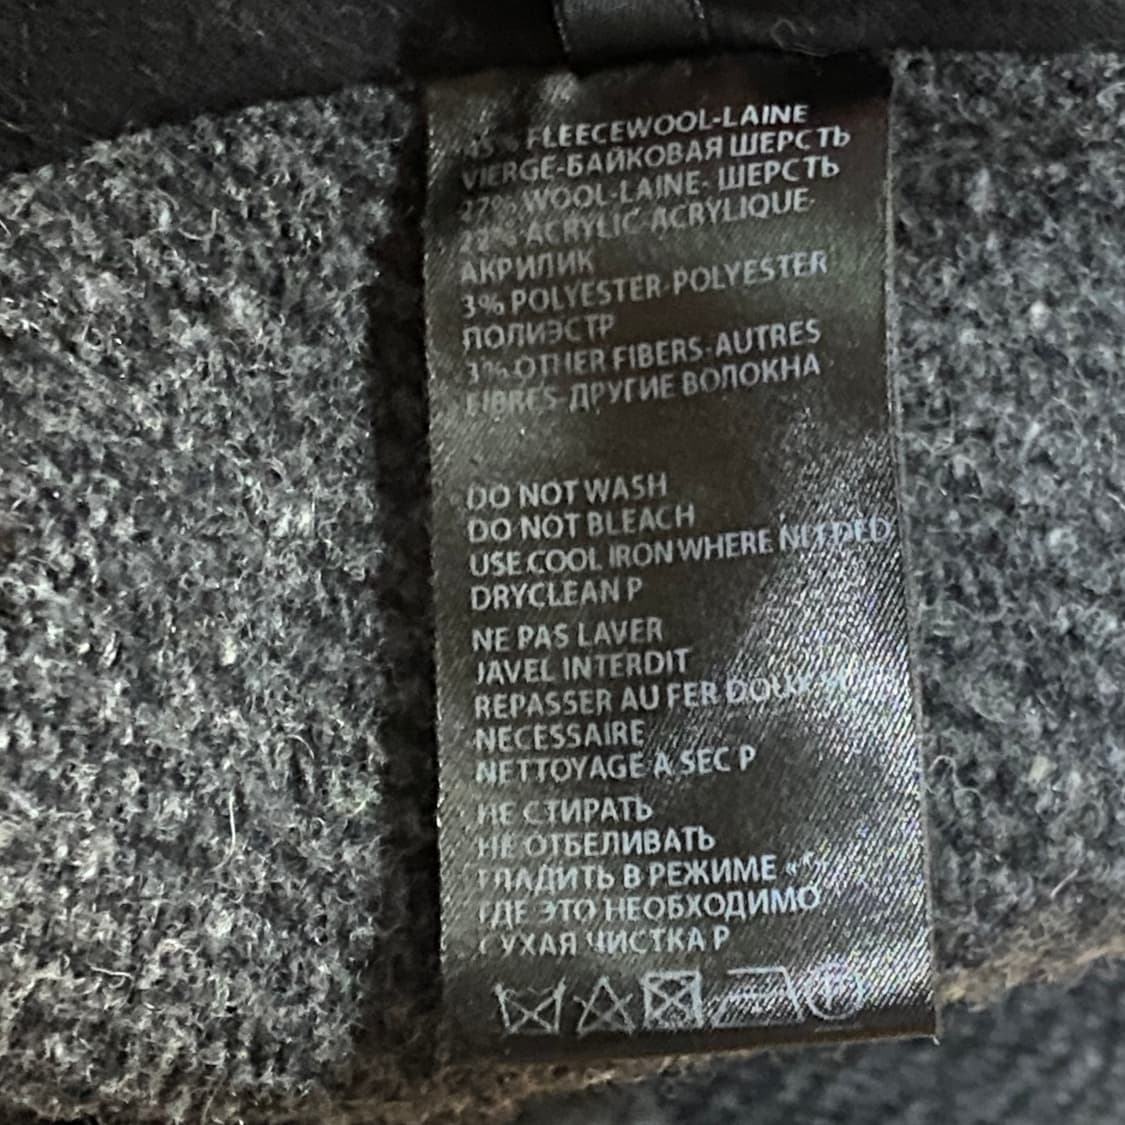 45% FLEECEWOOL-LAINE
VIERGE-БАЙКОВАЯ ШЕРСТЬ
27% WOOL-LAINE- ШЕРСТЬ
ACRYLIC-ACRYLIQUE-
АКРИЛИК
3% POLYESTER-POLYESTER
ПОЛИЭСТР
3% OTHER FIBERS-AUTRES
FIBRES-ДРУГИЕ ВОЛОКНА
DO NOT WASH
DO NOT BLEACH
USE COOL IRON WHERE NEEDED
DRYCLEAN P
NE PAS LAVER
JAVEL INTERDIT
REPASSER AU FER DOUX
NECESSAIRE
NETTOYAGE A SEC P
НЕ СТИРАТЬ
НЕ ОТБЕЛИВАТЬ
ГЛАДИТЬ В РЕЖИМЕ
ГДЕ ЭТО НЕОБХОДИМО
СУХАЯ ЧИСТКА P
P